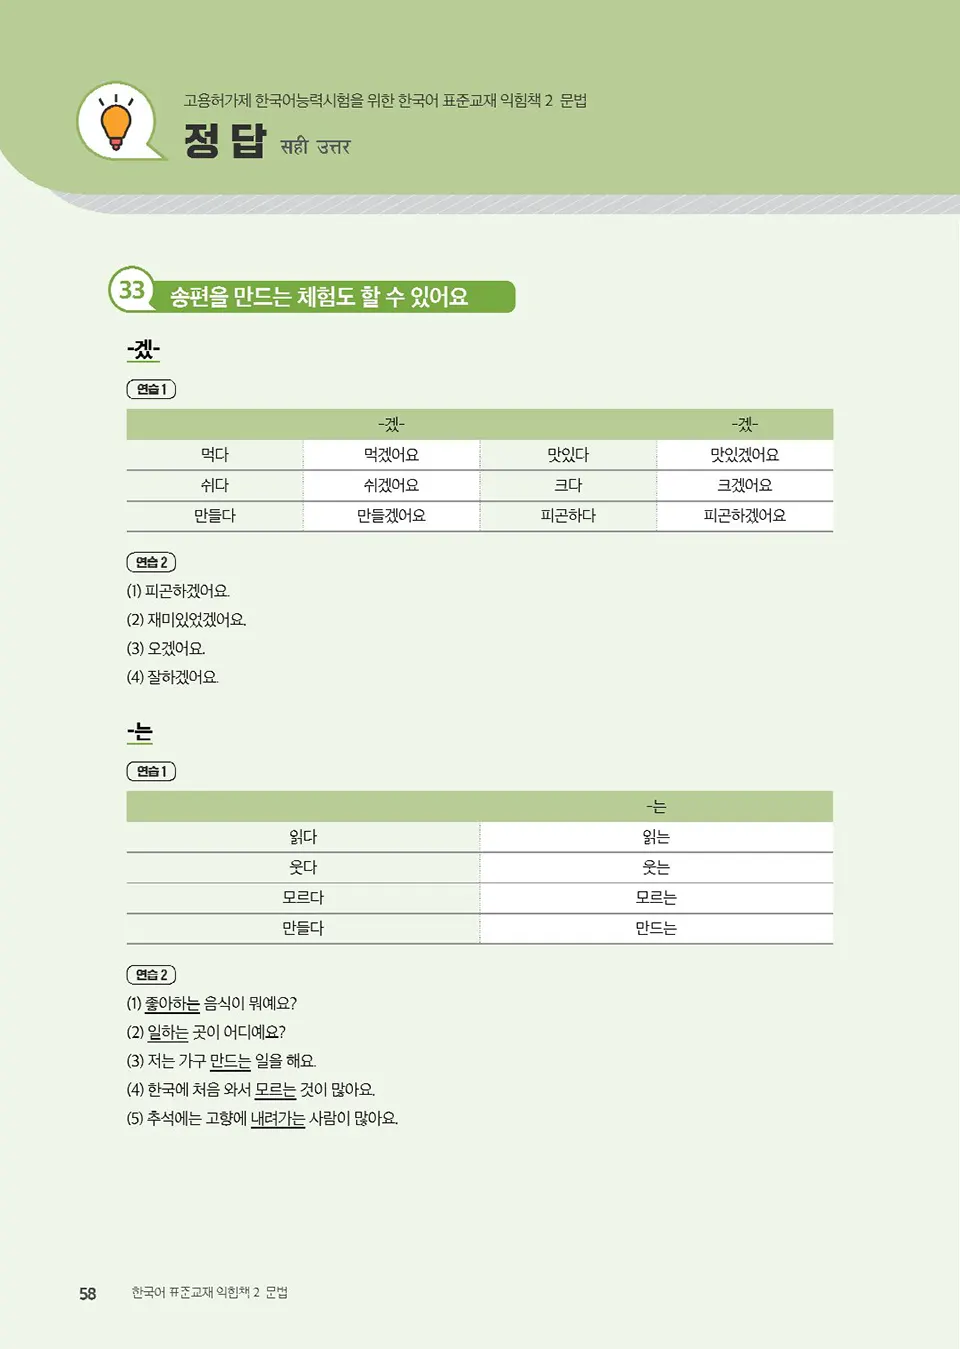 고용허가제 한국어능력시험을 위한 한국어 표준교재 익힘책 2 문법
정답 सही उत्तर
33 송편을 만드는 체험도 할 수 있어요
-겠-
연습 1
-겠- -겠-
먹다 먹겠어요 맛있다 맛있겠어요
쉬다 쉬겠어요 크다 크겠어요
만들다 만들겠어요 피곤하다 피곤하겠어요
연습 2
(1) 피곤하겠어요.
(2) 재미있었겠어요.
(3) 오겠어요.
(4) 잘하겠어요.
-는
연습 1
-는
읽다 읽는
웃다 웃는
모르다 모르는
만들다 만드는
연습 2
(1) 좋아하는 음식이 뭐예요?
(2) 일하는 곳이 어디예요?
(3) 저는 가구 만드는 일을 해요.
(4) 한국에 처음 와서 모르는 것이 많아요.
(5) 추석에는 고향에 내려가는 사람이 많아요.
58 한국어 표준교재 익힘책 2 문법